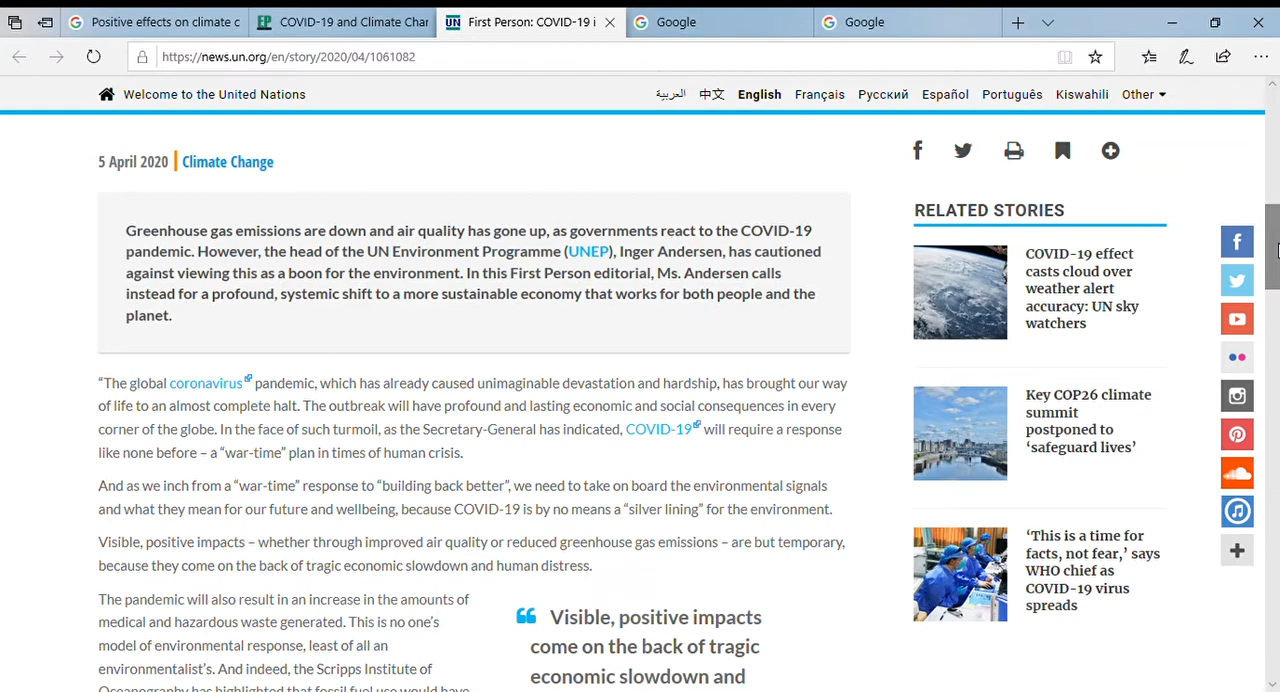 Positive effects on climate c
COVID-19 and Climate Char
UN First Person: COVID-19 i
Google
Google
https://news.un.org/en/story/2020/04/1061082
Welcome to the United Nations
العربية 中文 English Français Русский Español Português Kiswahili Other
5 April 2020 Climate Change
Greenhouse gas emissions are down and air quality has gone up, as governments react to the COVID-19
pandemic. However, the head of the UN Environment Programme (UNEP), Inger Andersen, has cautioned
against viewing this as a boon for the environment. In this First Person editorial, Ms. Andersen calls
instead for a profound, systemic shift to a more sustainable economy that works for both people and the
planet.
“The global coronavirus pandemic, which has already caused unimaginable devastation and hardship, has brought our way
of life to an almost complete halt. The outbreak will have profound and lasting economic and social consequences in every
corner of the globe. In the face of such turmoil, as the Secretary-General has indicated, COVID-19 will require a response
like none before – a “war-time” plan in times of human crisis.
And as we inch from a “war-time” response to “building back better”, we need to take on board the environmental signals
and what they mean for our future and wellbeing, because COVID-19 is by no means a “silver lining” for the environment.
Visible, positive impacts – whether through improved air quality or reduced greenhouse gas emissions – are but temporary,
because they come on the back of tragic economic slowdown and human distress.
The pandemic will also result in an increase in the amounts of
medical and hazardous waste generated. This is no one’s
model of environmental response, least of all an
environmentalist’s. And indeed, the Scripps Institute of
Oceanography has highlighted that fossil fuel use would have
Visible, positive impacts
come on the back of tragic
economic slowdown and
RELATED STORIES
COVID-19 effect
casts cloud over
weather alert
accuracy: UN sky
watchers
Key COP26 climate
summit
postponed to
‘safeguard lives’
‘This is a time for
facts, not fear,’ says
WHO chief as
COVID-19 virus
spreads